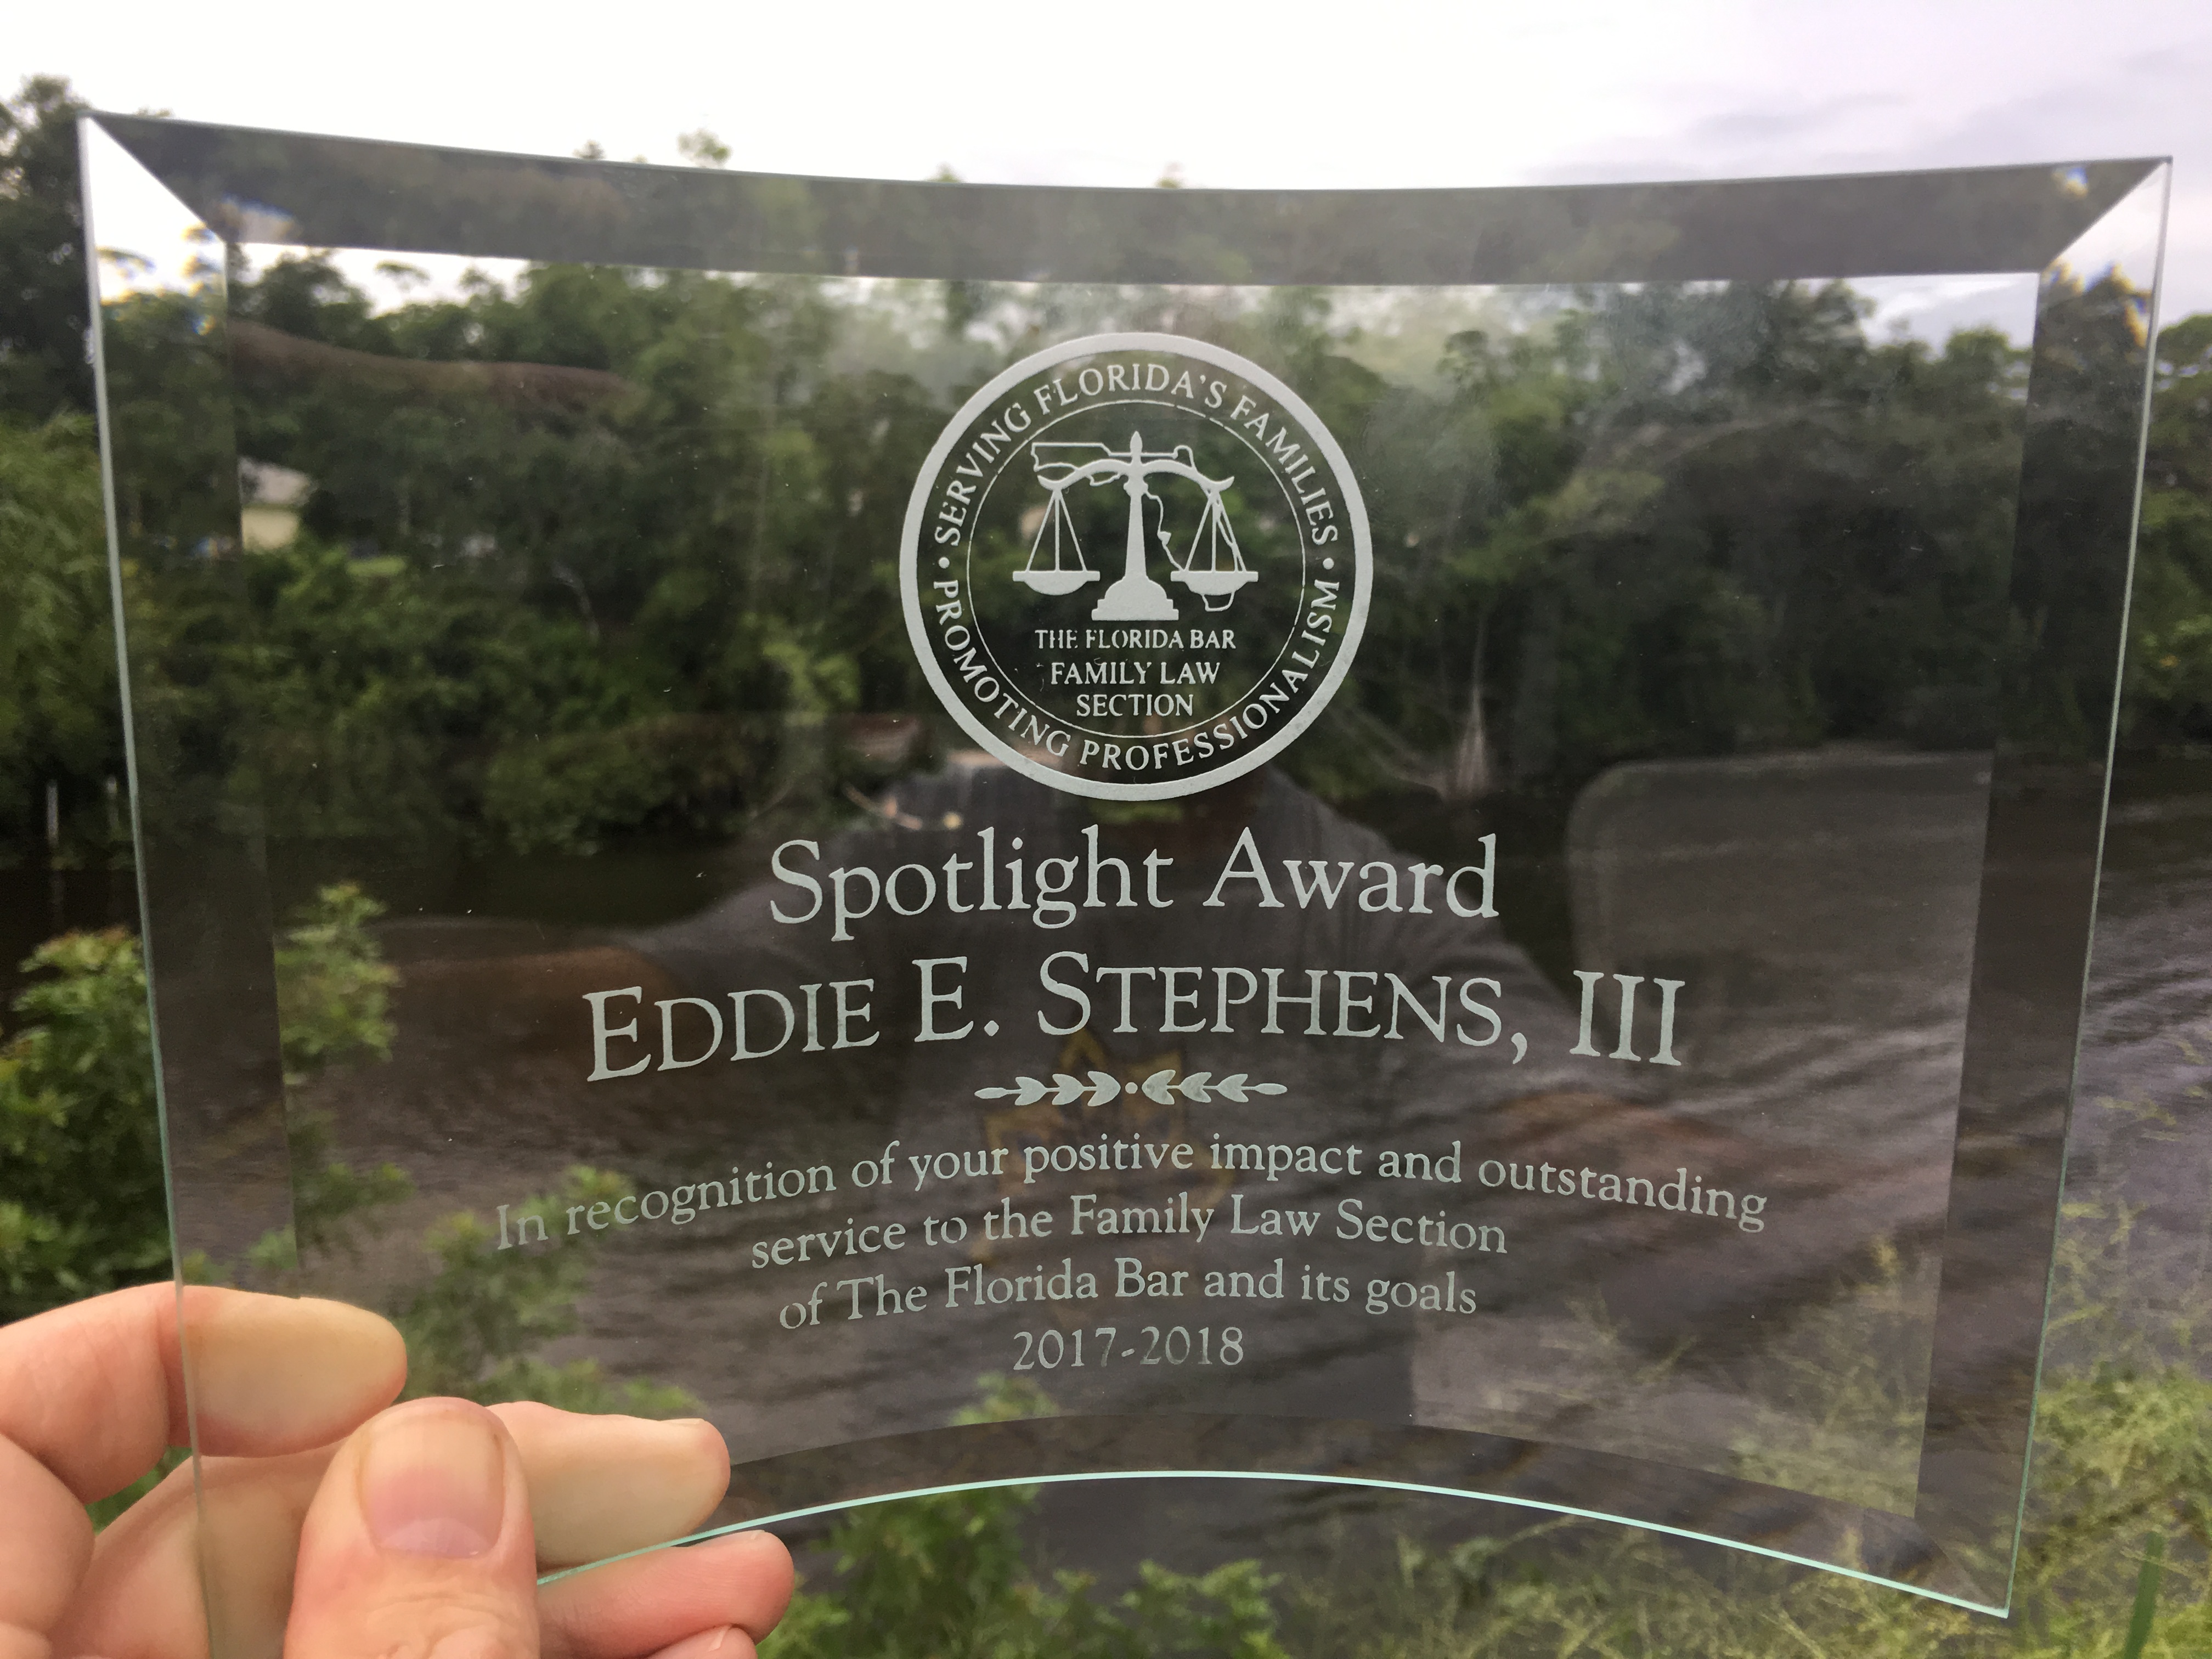 • SERVING FLORIDA'S FAMILIES •
THE FLORIDA BAR
FAMILY LAW
SECTION
PROMOTING PROFESSIONALISM
Spotlight Award
EDDIE E. STEPHENS, III
In recognition of your positive impact and outstanding
service to the Family Law Section
of The Florida Bar and its goals
2017-2018